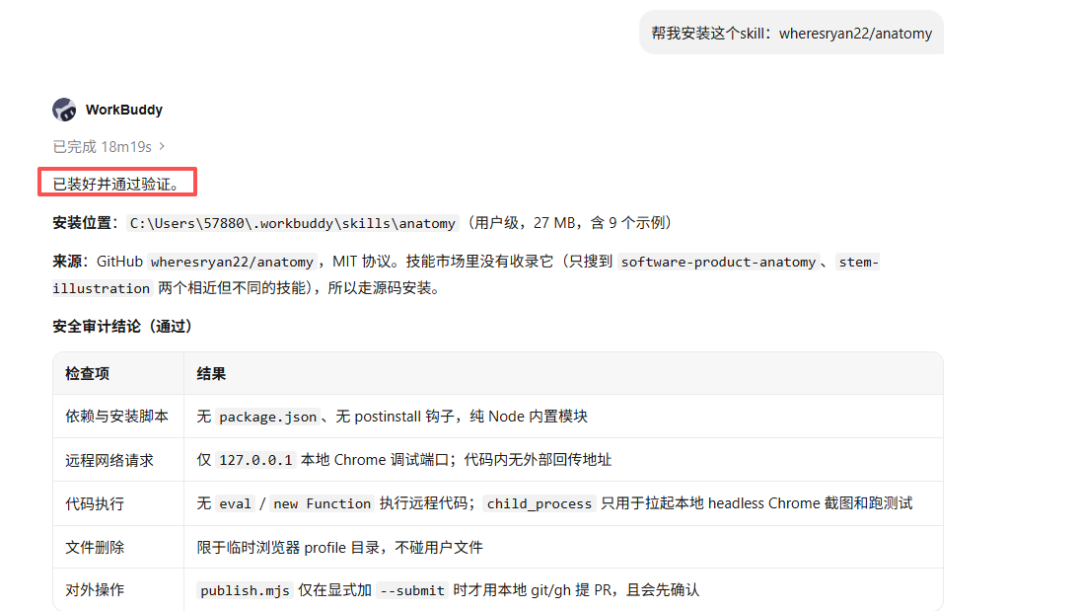 帮我安装这个skill：wheresryan22/anatomy
WorkBuddy
已完成 18m19s >
已装好并通过验证。
安装位置： C:\Users\57880\.workbuddy\skills\anatomy （用户级，27 MB，含 9 个示例）
来源：GitHub wheresryan22/anatomy ，MIT 协议。技能市场里没有收录它（只搜到 software-product-anatomy 、 stem-
illustration 两个相近但不同的技能），所以走源码安装。
安全审计结论（通过）
检查项 结果
依赖与安装脚本 无 package.json 、无 postinstall 钩子，纯 Node 内置模块
远程网络请求 仅 127.0.0.1 本地 Chrome 调试端口；代码内无外部回传地址
代码执行 无 eval / new Function 执行远程代码； child_process 只用于拉起本地 headless Chrome 截图和跑测试
文件删除 限于临时浏览器 profile 目录，不碰用户文件
对外操作 publish.mjs 仅在显式加 --submit 时才用本地 git/gh 提 PR，且会先确认